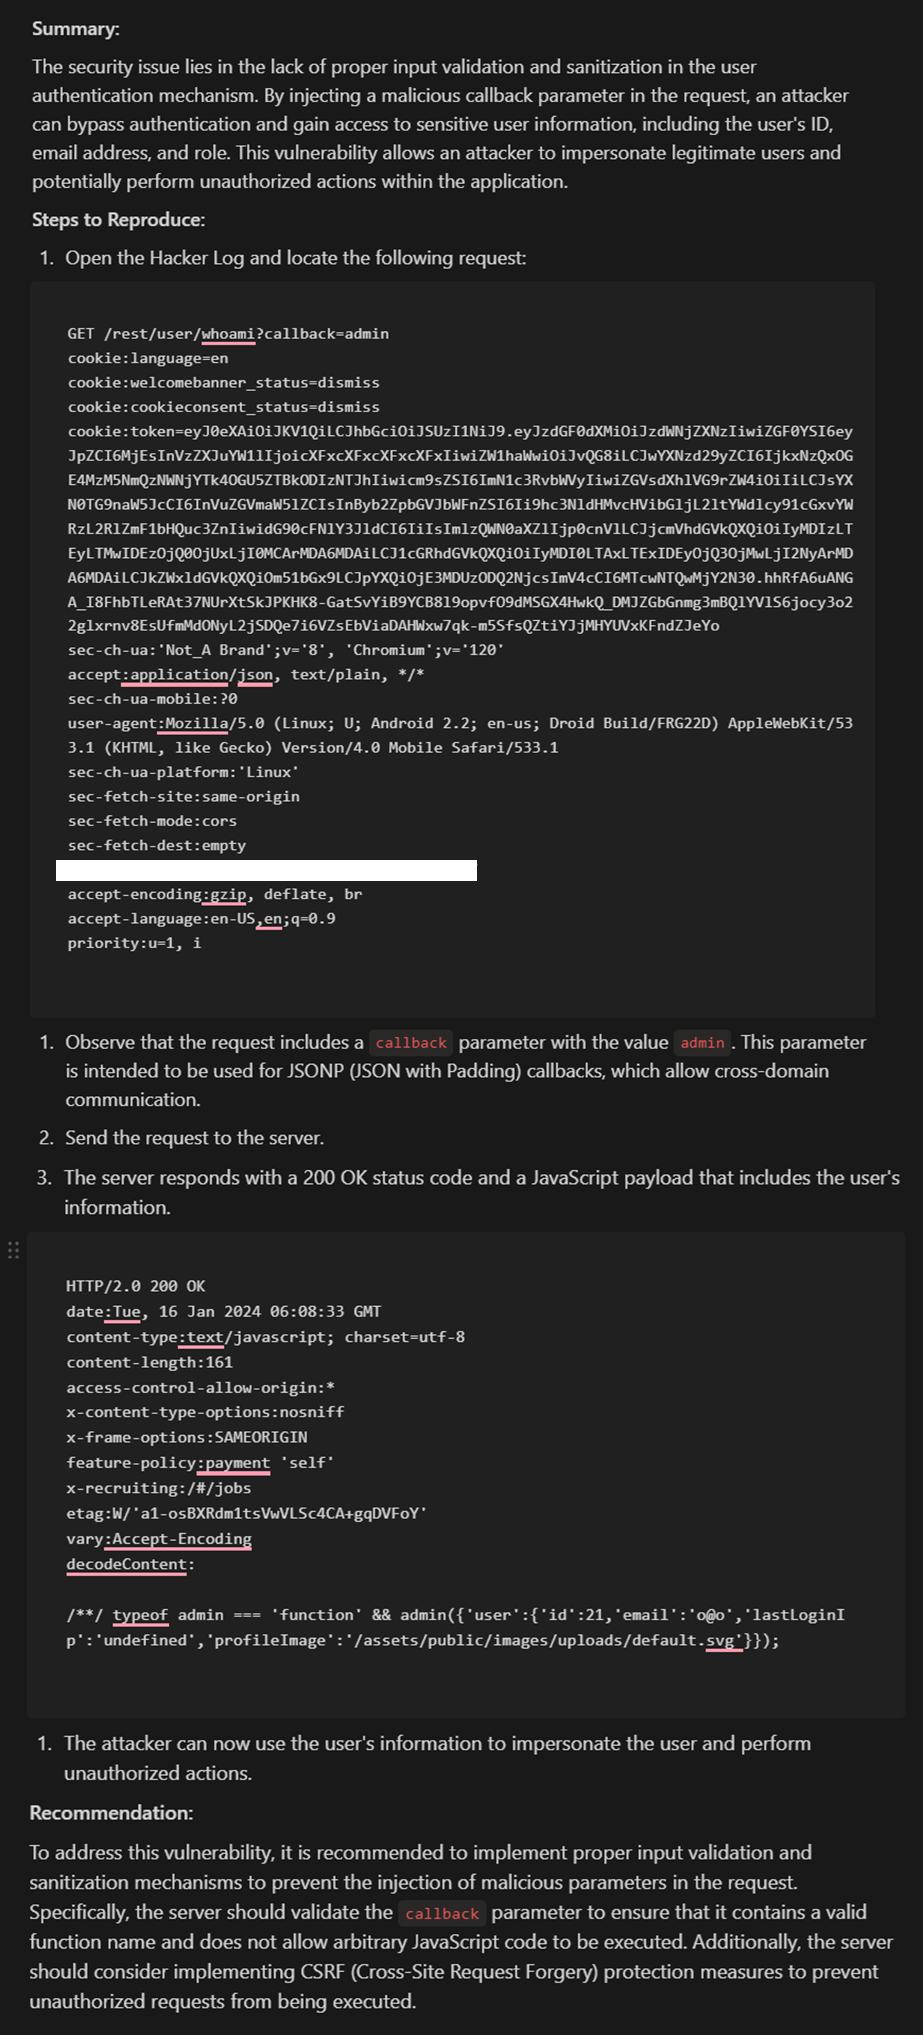 Summary:
The security issue lies in the lack of proper input validation and sanitization in the user
authentication mechanism. By injecting a malicious callback parameter in the request, an attacker
can bypass authentication and gain access to sensitive user information, including the user's ID,
email address, and role. This vulnerability allows an attacker to impersonate legitimate users and
potentially perform unauthorized actions within the application.
Steps to Reproduce:
1. Open the Hacker Log and locate the following request:
GET /rest/user/whoami?callback=admin
cookie:language=en
cookie:welcomebanner_status=dismiss
cookie:cookieconsent_status=dismiss
sec-ch-ua:'Not_A Brand';v='8', 'Chromium';v='120'
accept:application/json, text/plain, */*
sec-ch-ua-mobile:?0
user-agent:Mozilla/5.0 (Linux; U; Android 2.2; en-us; Droid Build/FRG22D) AppleWebKit/53
3.1 (KHTML, like Gecko) Version/4.0 Mobile Safari/533.1
sec-ch-ua-platform:'Linux'
sec-fetch-site:same-origin
sec-fetch-mode:cors
sec-fetch-dest:empty
accept-encoding:gzip, deflate, br
accept-language:en-US,en;q=0.9
priority:u=1, i
1. Observe that the request includes a callback parameter with the value admin . This parameter
is intended to be used for JSONP (JSON with Padding) callbacks, which allow cross-domain
communication.
2. Send the request to the server.
3. The server responds with a 200 OK status code and a JavaScript payload that includes the user's
information.
HTTP/2.0 200 OK
date:Tue, 16 Jan 2024 06:08:33 GMT
content-type:text/javascript; charset=utf-8
content-length:161
access-control-allow-origin:*
x-content-type-options:nosniff
x-frame-options:SAMEORIGIN
feature-policy:payment 'self'
x-recruiting:/#/jobs
etag:W/'a1-osBXRdm1tsVwVLSc4CA+gqDVFoY'
vary:Accept-Encoding
decodeContent:
/**/ typeof admin === 'function' && admin({'user':{'id':21,'email':'o@o','lastLoginI
p':'undefined','profileImage':'/assets/public/images/uploads/default.svg'}});
1. The attacker can now use the user's information to impersonate the user and perform
unauthorized actions.
Recommendation:
To address this vulnerability, it is recommended to implement proper input validation and
sanitization mechanisms to prevent the injection of malicious parameters in the request.
Specifically, the server should validate the callback parameter to ensure that it contains a valid
function name and does not allow arbitrary JavaScript code to be executed. Additionally, the server
should consider implementing CSRF (Cross-Site Request Forgery) protection measures to prevent
unauthorized requests from being executed.